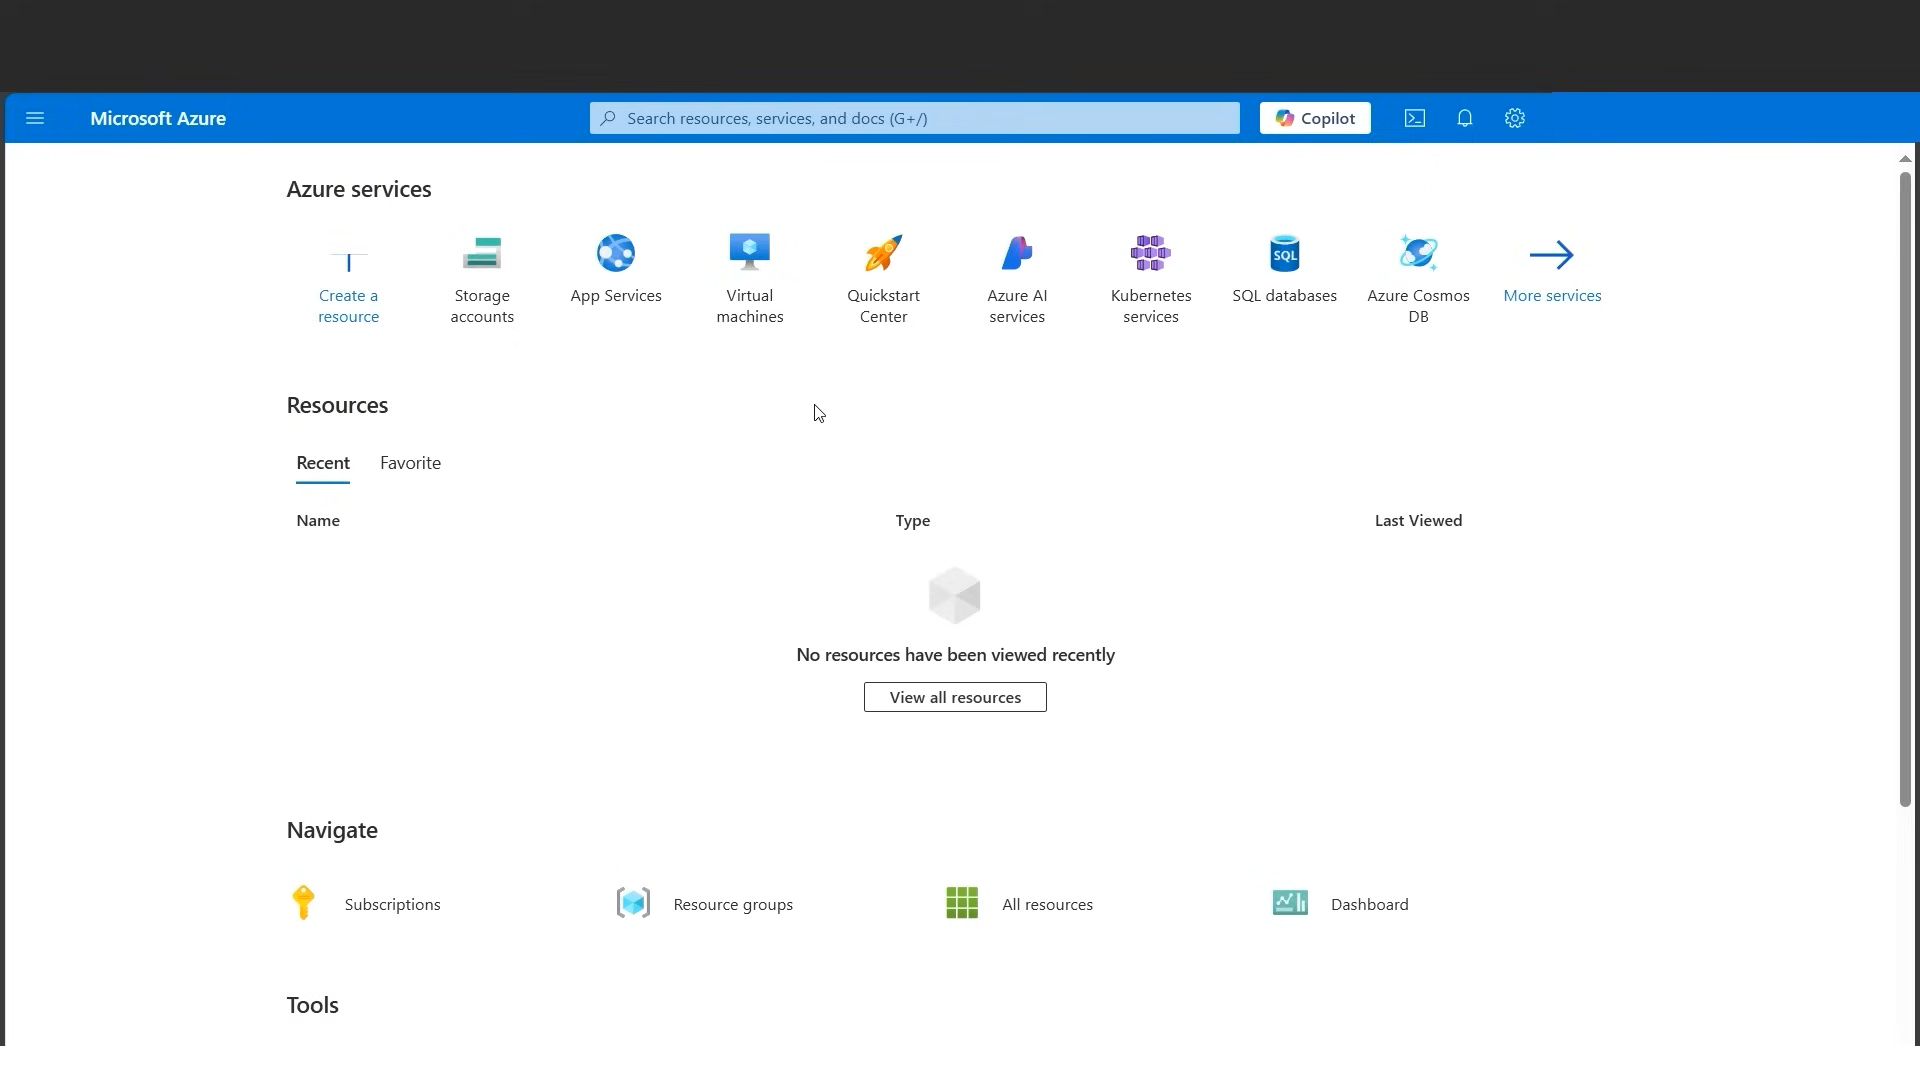 Microsoft Azure
Search resources, services, and docs (G+/)
Copilot
Azure services
Create a
resource
Storage
accounts
App Services
Virtual
machines
Quickstart
Center
Azure AI
services
Kubernetes
services
SQL
SQL databases
Azure Cosmos
DB
More services
Resources
Recent
Favorite
Name
Type
Last Viewed
No resources have been viewed recently
View all resources
Navigate
Subscriptions
Resource groups
All resources
Dashboard
Tools